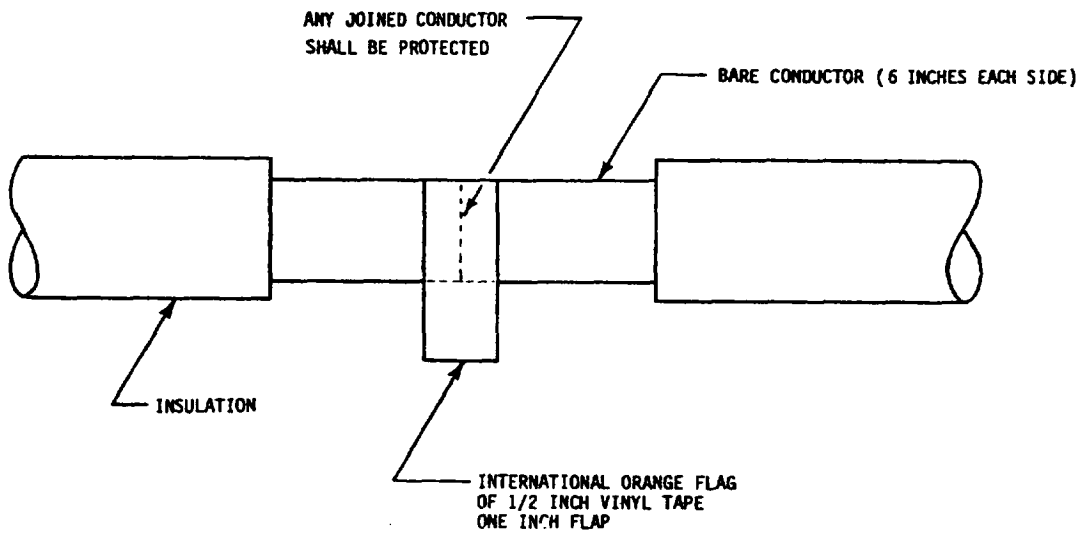 ANY JOINED CONDUCTOR
SHALL BE PROTECTED
BARE CONDUCTOR (6 INCHES EACH SIDE)
INSULATION
INTERNATIONAL ORANGE FLAG
OF 1/2 INCH VINYL TAPE
ONE INCH FLAP